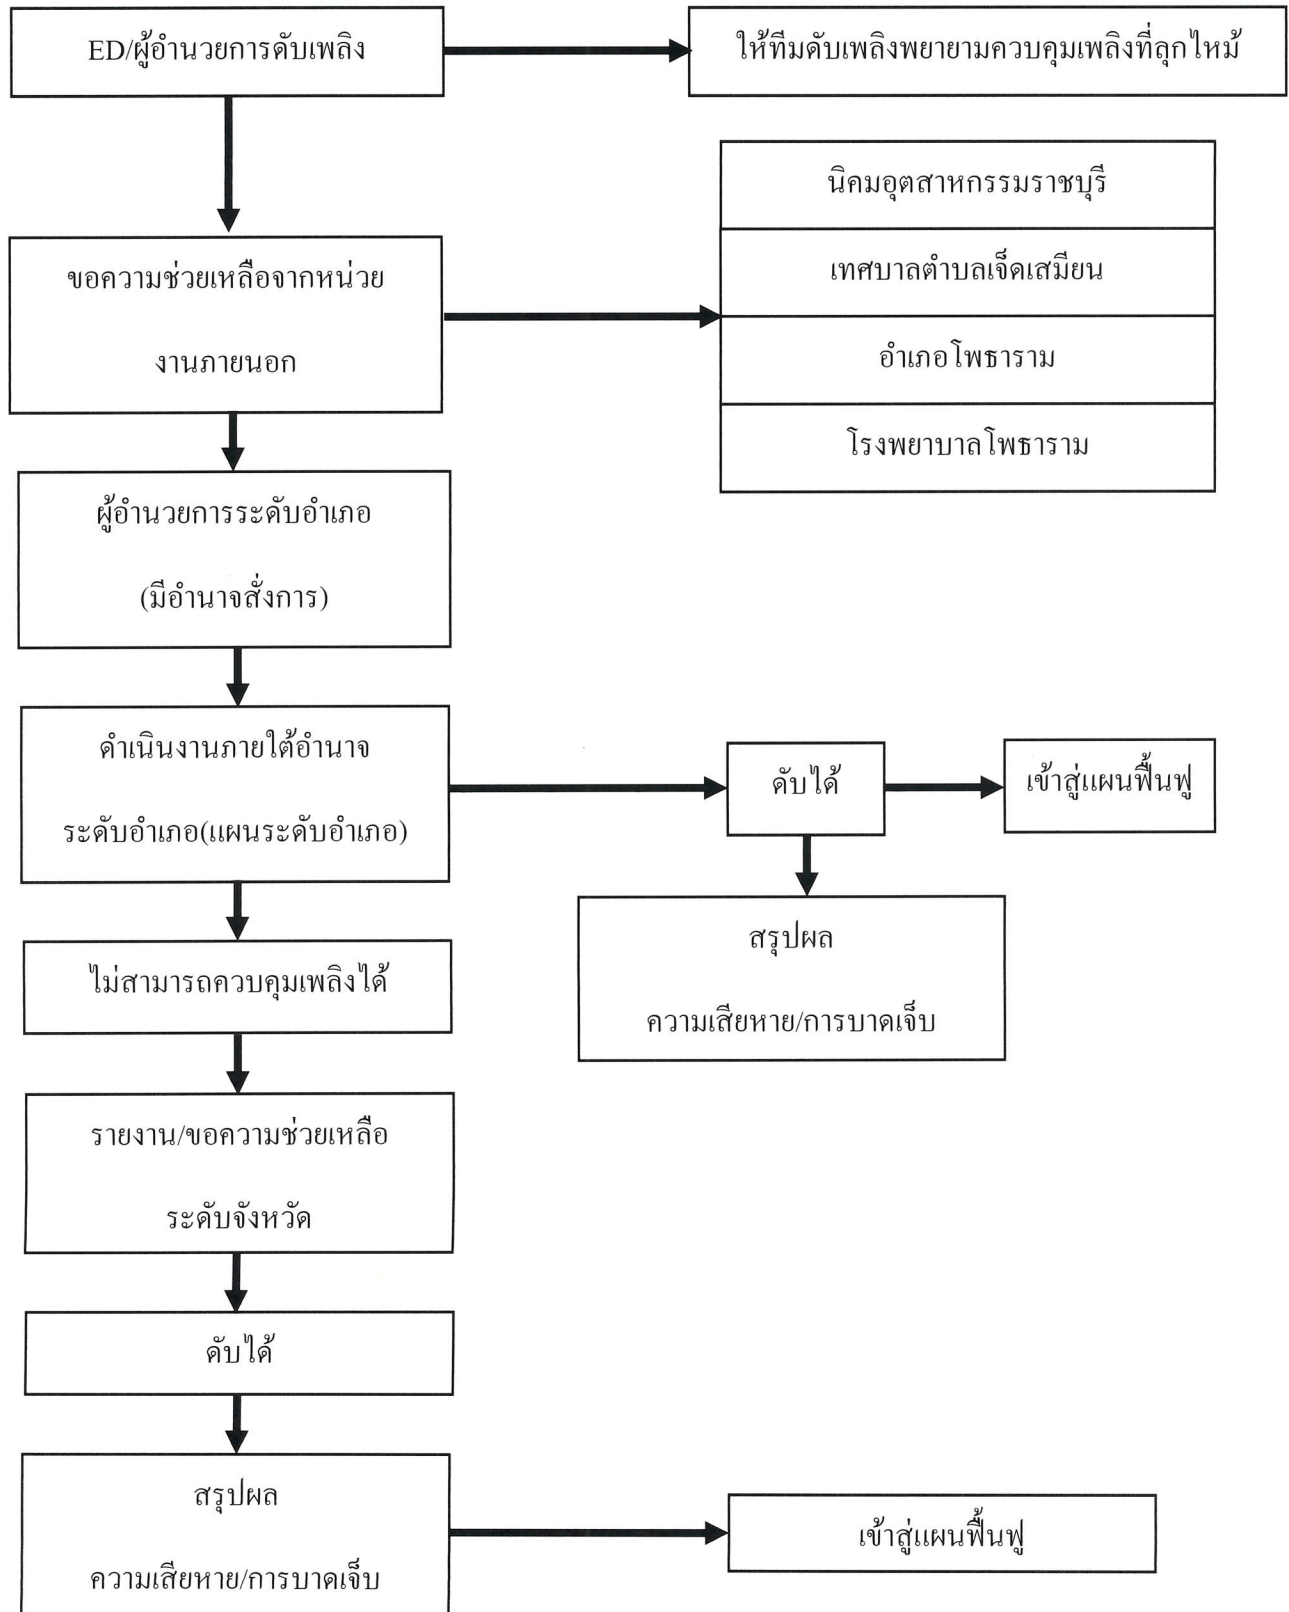 ED/ผู้อำนวยการดับเพลิง
ให้ทีมดับเพลิงพยายามควบคุมเพลิงที่ลุกไหม้
ขอความช่วยเหลือจากหน่วย
งานภายนอก
นิคมอุตสาหกรรมราชบุรี
เทศบาลตำบลเจ็ดเสมียน
อำเภอโพธาราม
โรงพยาบาลโพธาราม
ผู้อำนวยการระดับอำเภอ
(มีอำนาจสั่งการ)
ดำเนินงานภายใต้อำนาจ
ระดับอำเภอ(แผนระดับอำเภอ)
ดับได้
เข้าสู่แผนฟื้นฟู
สรุปผล
ความเสียหาย/การบาดเจ็บ
ไม่สามารถควบคุมเพลิงได้
รายงาน/ขอความช่วยเหลือ
ระดับจังหวัด
ดับได้
สรุปผล
ความเสียหาย/การบาดเจ็บ
เข้าสู่แผนฟื้นฟู